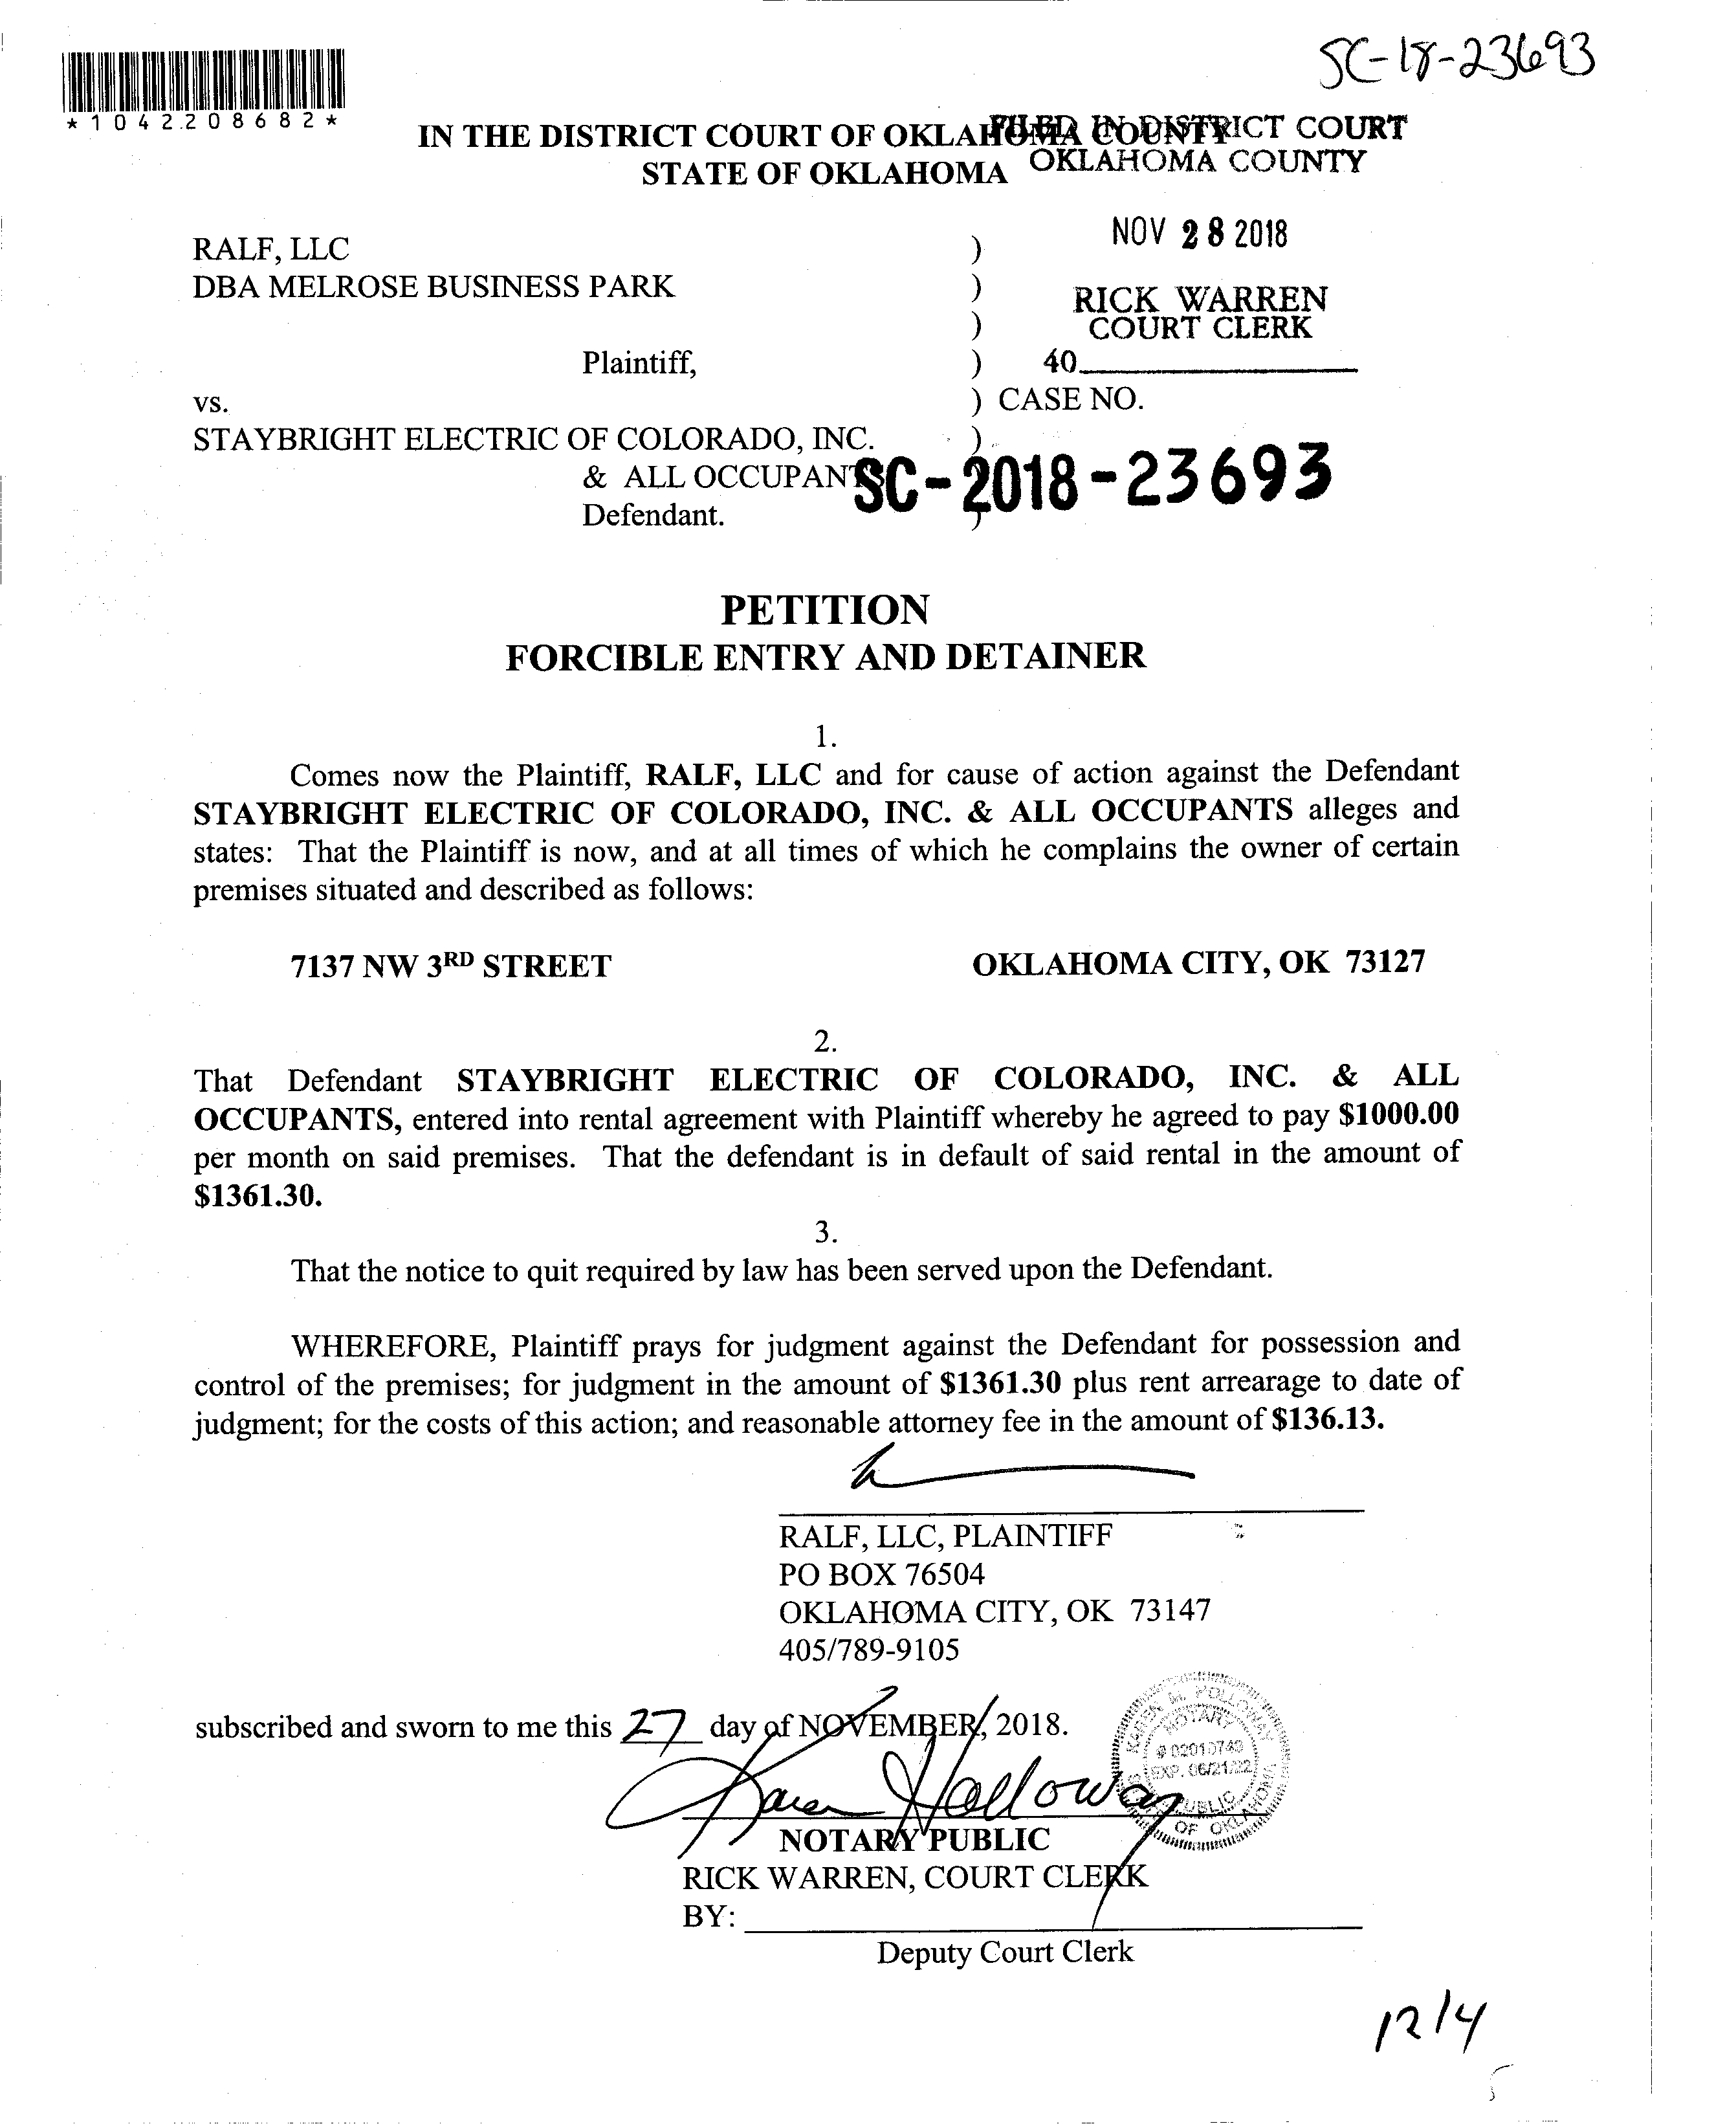 SC-18-23693
*1042208682*
IN THE DISTRICT COURT OF OKLAHOMA COUNTY
STATE OF OKLAHOMA
FILED IN DISTRICT COURT
OKLAHOMA COUNTY
NOV 28 2018
RICK WARREN
COURT CLERK
40
RALF, LLC )
DBA MELROSE BUSINESS PARK )
)
Plaintiff, )
vs. ) CASE NO.
STAYBRIGHT ELECTRIC OF COLORADO, INC. )
& ALL OCCUPANTS
SC-2018-23693
Defendant. )
PETITION
FORCIBLE ENTRY AND DETAINER
1.
Comes now the Plaintiff, RALF, LLC and for cause of action against the Defendant
STAYBRIGHT ELECTRIC OF COLORADO, INC. & ALL OCCUPANTS alleges and
states: That the Plaintiff is now, and at all times of which he complains the owner of certain
premises situated and described as follows:
7137 NW 3RD STREET OKLAHOMA CITY, OK 73127
2.
That Defendant STAYBRIGHT ELECTRIC OF COLORADO, INC. & ALL
OCCUPANTS, entered into rental agreement with Plaintiff whereby he agreed to pay $1000.00
per month on said premises. That the defendant is in default of said rental in the amount of
$1361.30.
3.
That the notice to quit required by law has been served upon the Defendant.
WHEREFORE, Plaintiff prays for judgment against the Defendant for possession and
control of the premises; for judgment in the amount of $1361.30 plus rent arrearage to date of
judgment; for the costs of this action; and reasonable attorney fee in the amount of $136.13.
RALF, LLC, PLAINTIFF
PO BOX 76504
OKLAHOMA CITY, OK 73147
405/789-9105
subscribed and sworn to me this 27 day of NOVEMBER, 2018.
Karen Holloway
NOTARY PUBLIC
RICK WARREN, COURT CLERK
BY:
Deputy Court Clerk
NOTARY
EXP. 06/21/22
PUBLIC
OF OKLAHOMA
12/4